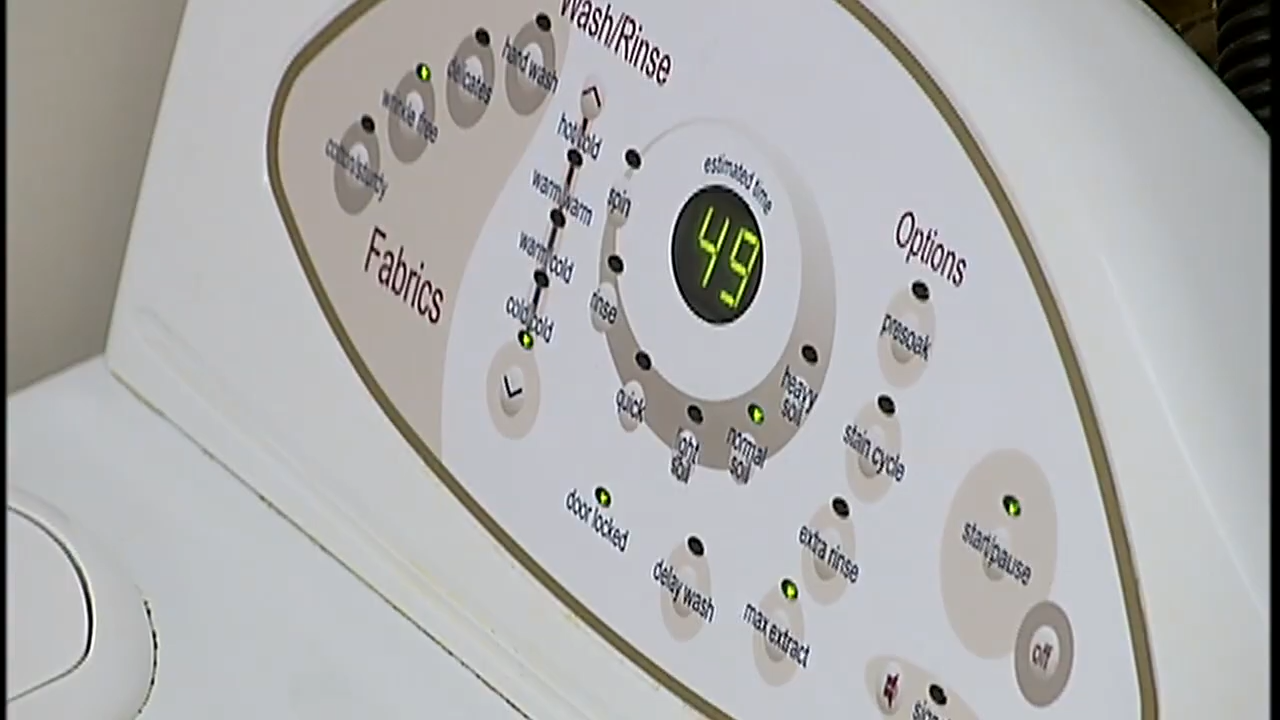 Wash/Rinse
hand wash
delicates
wrinkle free
cotton/sturdy
Fabrics
hot/cold
warm/warm
warm/cold
cold/cold
estimated time
49
spin
rinse
quick
light
soil
normal
soil
heavy
soil
Options
presoak
stain cycle
extra rinse
max extract
delay wash
door locked
start/pause
off